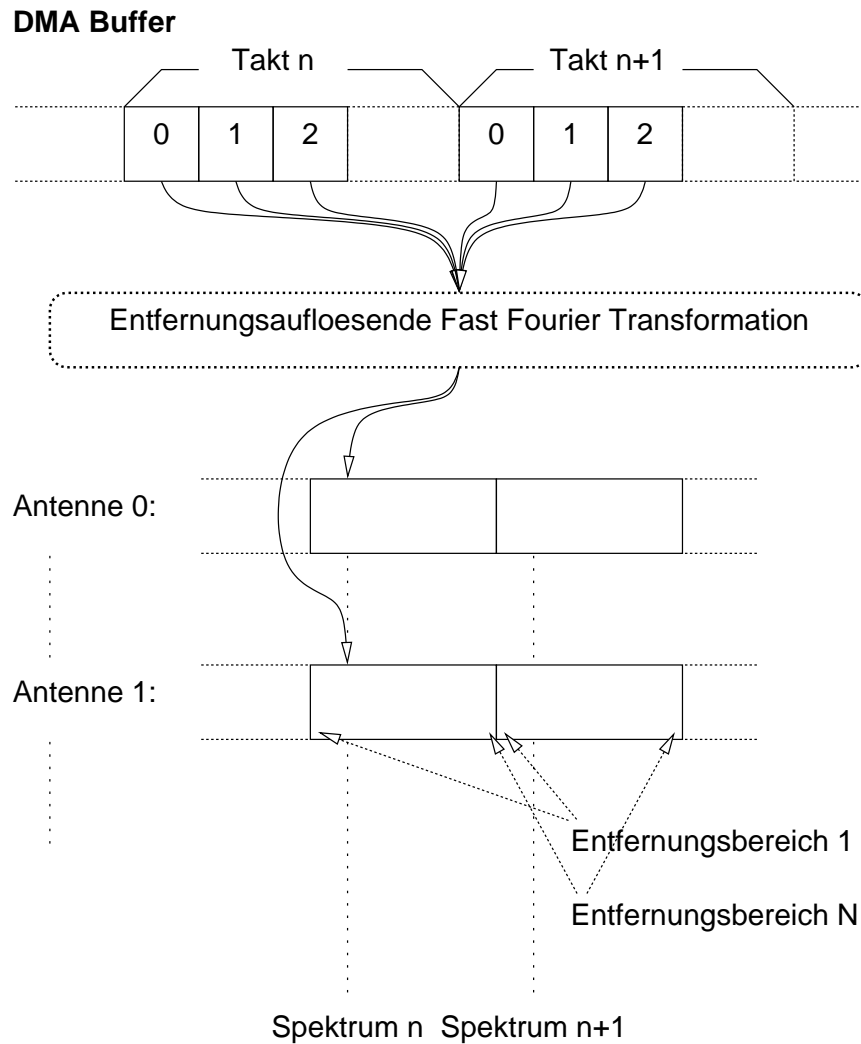 DMA Buffer
Takt n Takt n+1
0 1 2 0 1 2
Entfernungsaufloesende Fast Fourier Transformation
Antenne 0:
Antenne 1:
Entfernungsbereich 1
Entfernungsbereich N
Spektrum n Spektrum n+1